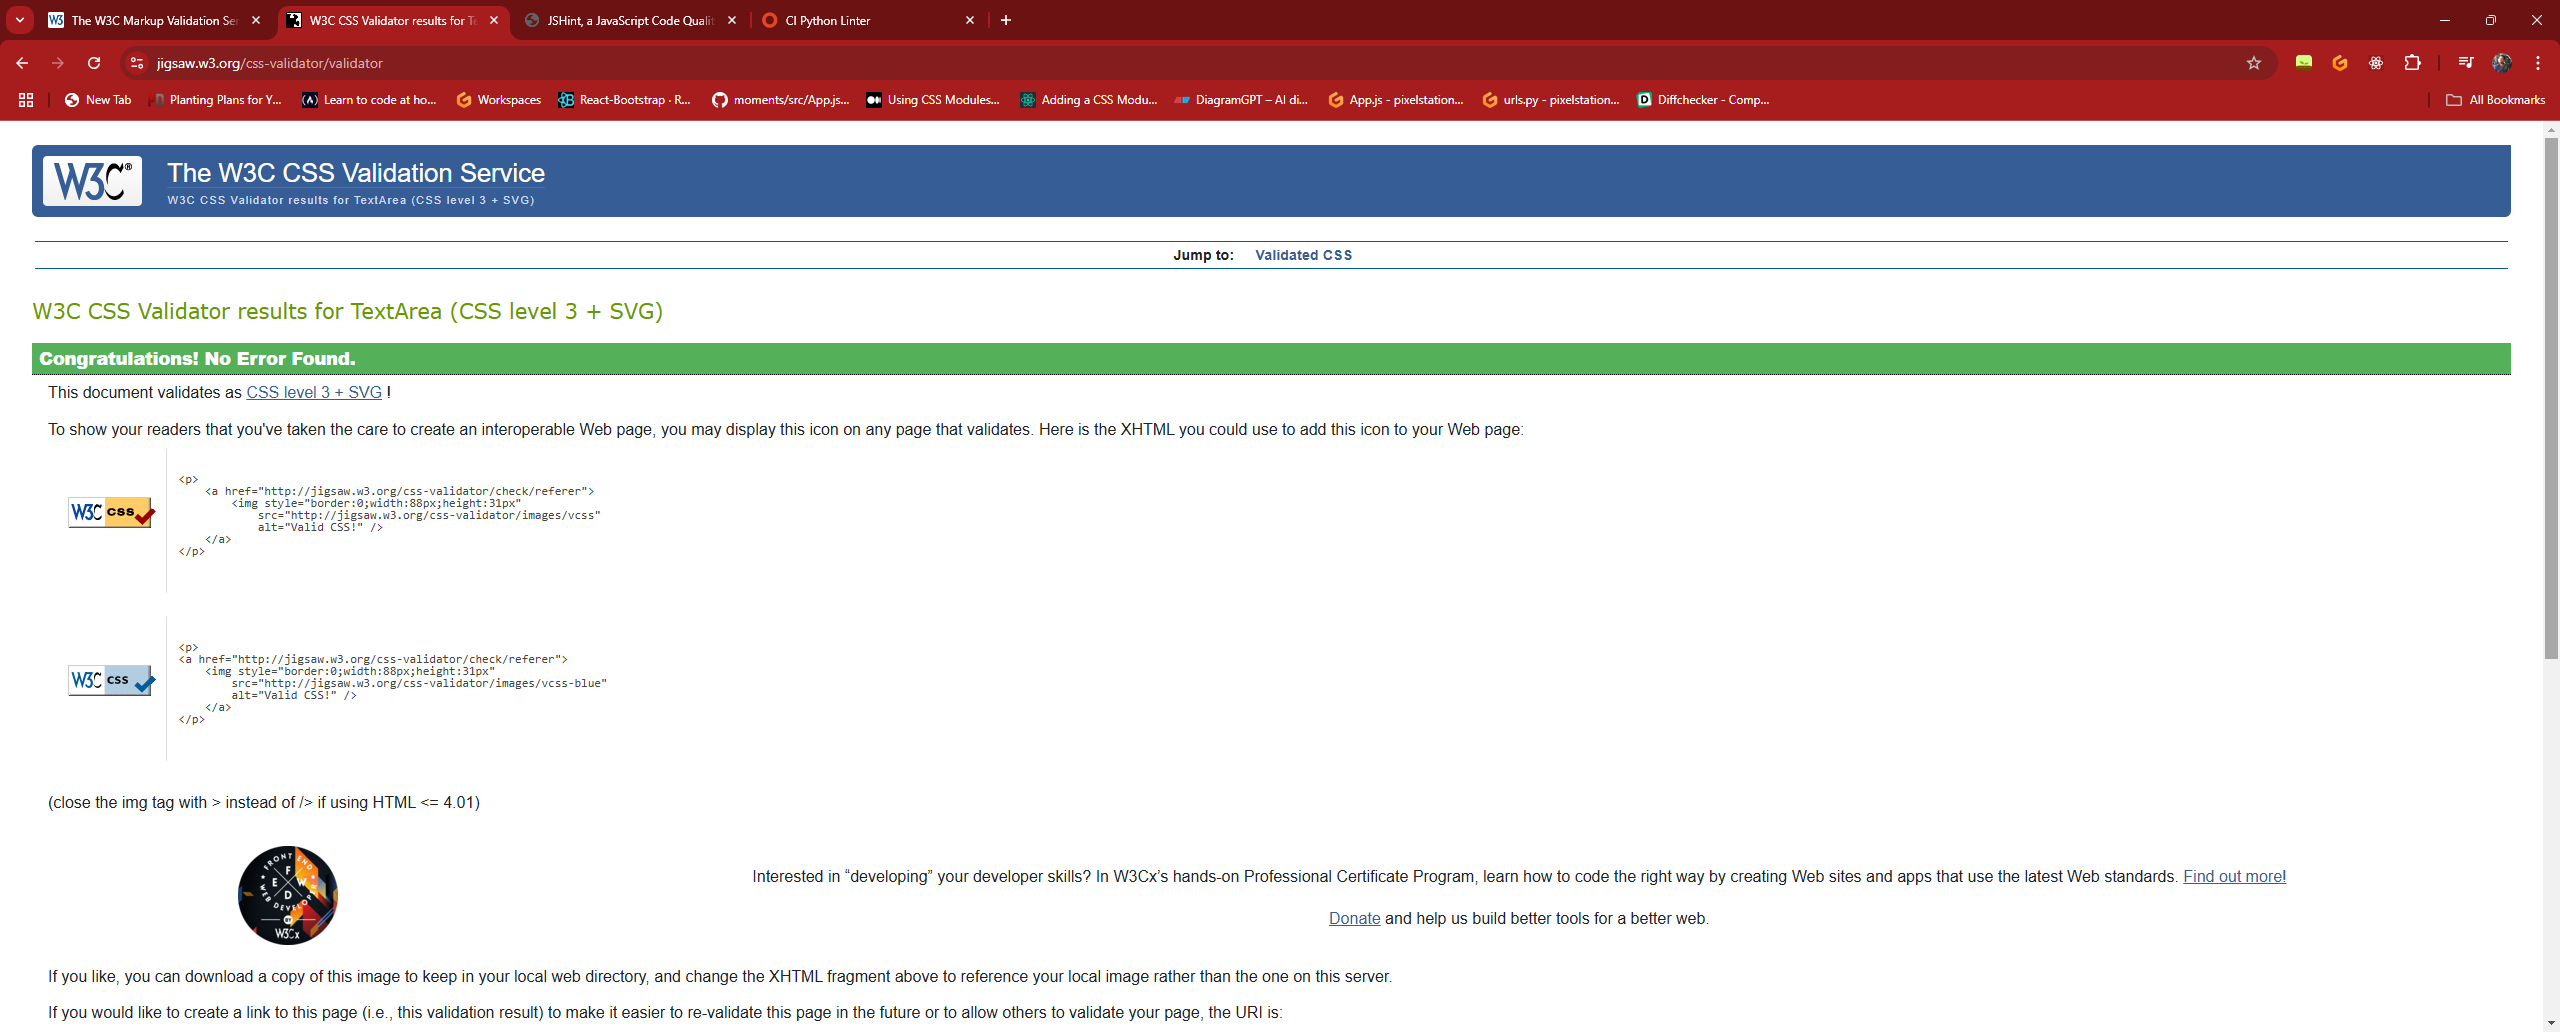 The W3C Markup Validation Se
W3C CSS Validator results for Te
JSHint, a JavaScript Code Qualit
CI Python Linter
jigsaw.w3.org/css-validator/validator
New Tab
Planting Plans for Y...
Learn to code at ho...
Workspaces
React-Bootstrap · R...
moments/src/App.js...
Using CSS Modules...
Adding a CSS Modu...
DiagramGPT – AI di...
App.js - pixelstation...
urls.py - pixelstation...
Diffchecker - Comp...
All Bookmarks
W3C®
The W3C CSS Validation Service
W3C CSS Validator results for TextArea (CSS level 3 + SVG)
Jump to: Validated CSS
W3C CSS Validator results for TextArea (CSS level 3 + SVG)
Congratulations! No Error Found.
This document validates as CSS level 3 + SVG !
To show your readers that you've taken the care to create an interoperable Web page, you may display this icon on any page that validates. Here is the XHTML you could use to add this icon to your Web page:
W3C css
<p>
<a href="http://jigsaw.w3.org/css-validator/check/referer">
<img style="border:0;width:88px;height:31px"
src="http://jigsaw.w3.org/css-validator/images/vcss"
alt="Valid CSS!" />
</a>
</p>
W3C css
<p>
<a href="http://jigsaw.w3.org/css-validator/check/referer">
<img style="border:0;width:88px;height:31px"
src="http://jigsaw.w3.org/css-validator/images/vcss-blue"
alt="Valid CSS!" />
</a>
</p>
(close the img tag with > instead of /> if using HTML <= 4.01)
FRONT END
F E W D
WEB DEVELOPER
BY
W3Cx
Interested in “developing” your developer skills? In W3Cx’s hands-on Professional Certificate Program, learn how to code the right way by creating Web sites and apps that use the latest Web standards. Find out more!
Donate and help us build better tools for a better web.
If you like, you can download a copy of this image to keep in your local web directory, and change the XHTML fragment above to reference your local image rather than the one on this server.
If you would like to create a link to this page (i.e., this validation result) to make it easier to re-validate this page in the future or to allow others to validate your page, the URI is: